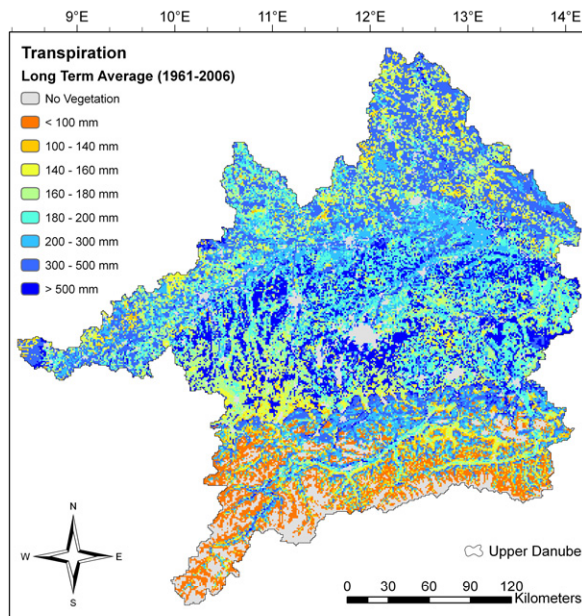 9°E 10°E 11°E 12°E 13°E 14°E
Transpiration
Long Term Average (1961-2006)
No Vegetation
< 100 mm
100 - 140 mm
140 - 160 mm
160 - 180 mm
180 - 200 mm
200 - 300 mm
300 - 500 mm
> 500 mm
N
W E
S
Upper Danube
0 30 60 90 120
Kilometers